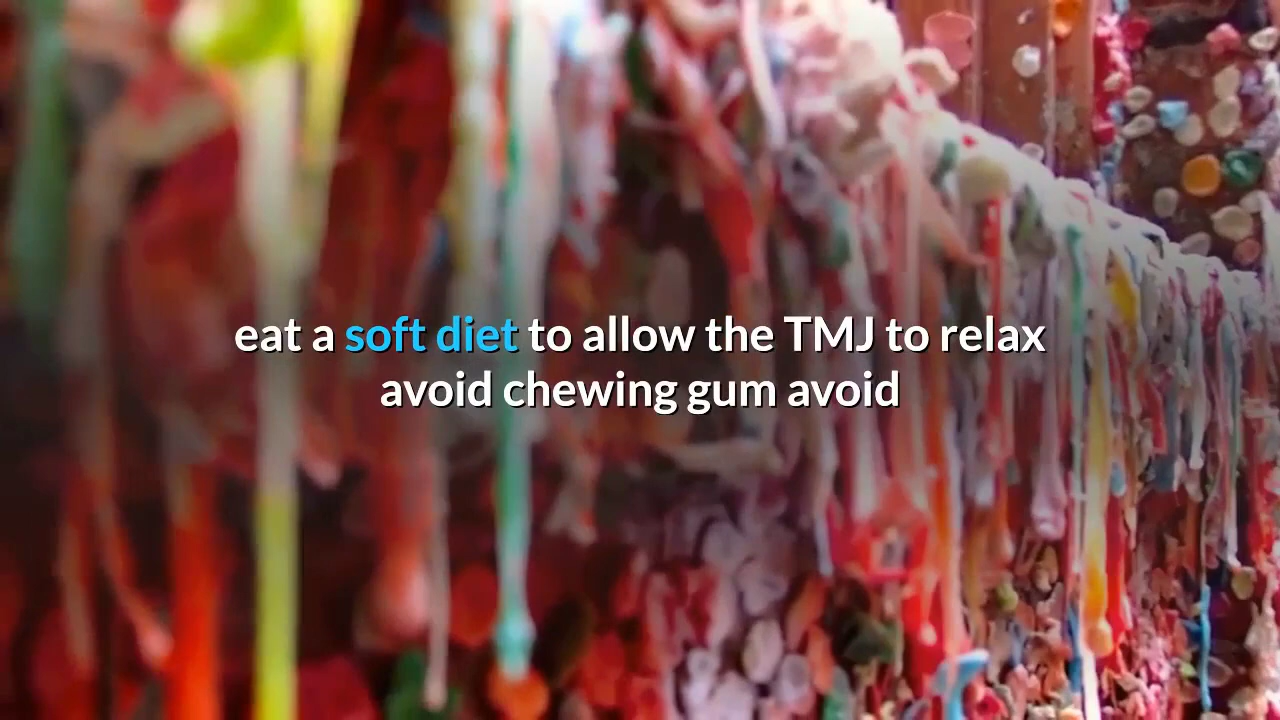 eat a soft diet to allow the TMJ to relax
avoid chewing gum avoid